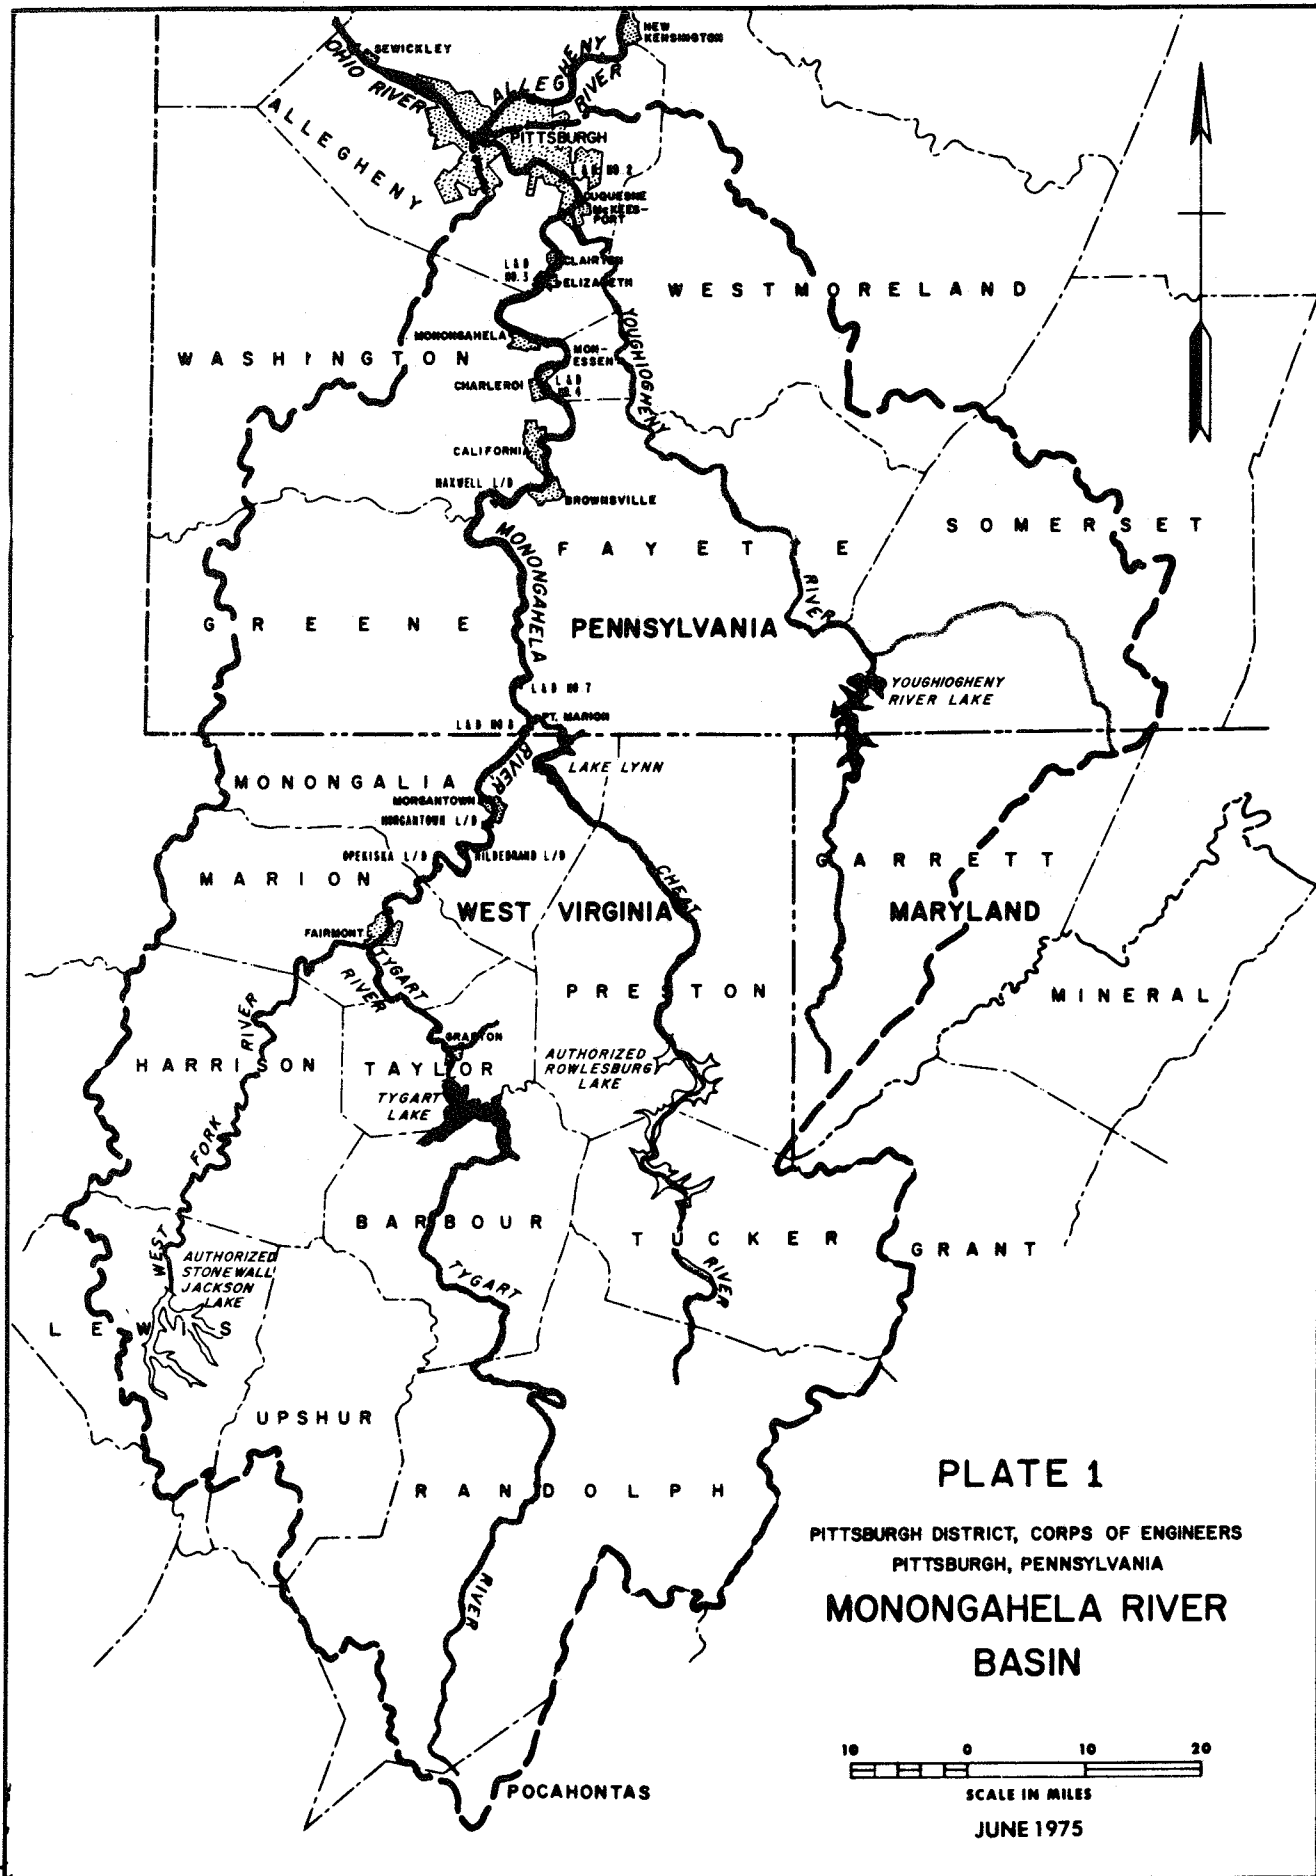 NEW
KENSINGTON
SEWICKLEY
OHIO RIVER
ALLEGHENY
RIVER
ALLEGHENY
PITTSBURGH
L & D NO. 2
DUQUESNE
McKEES-
PORT
L & D
NO. 3
CLAIRTON
ELIZABETH
WESTMORELAND
MONONGAHELA
WASHINGTON
MON-
ESSEN
YOUGHIOGHENY
CHARLEROI
L & D
NO. 4
CALIFORNIA
MAXWELL L/D
BROWNSVILLE
SOMERSET
MONONGAHELA
FAYETTE
RIVER
GREENE
PENNSYLVANIA
YOUGHIOGHENY
RIVER LAKE
L & D NO 7
L & D NO 8
PT. MARION
RIVER
LAKE LYNN
MONONGALIA
MORGANTOWN
MORGANTOWN L/D
OPEKISKA L/D
HILDEBRAND L/D
MARION
GARRETT
CHEAT
WEST VIRGINIA
MARYLAND
FAIRMONT
TYGART
RIVER
PRESTON
MINERAL
RIVER
GRAFTON
HARRISON
TAYLOR
AUTHORIZED
ROWLESBURG
LAKE
TYGART
LAKE
FORK
BARBOUR
TUCKER
GRANT
WEST
AUTHORIZED
STONEWALL
JACKSON
LAKE
TYGART
RIVER
LEWIS
UPSHUR
RANDOLPH
RIVER
POCAHONTAS
PLATE 1
PITTSBURGH DISTRICT, CORPS OF ENGINEERS
PITTSBURGH, PENNSYLVANIA
MONONGAHELA RIVER
BASIN
10 0 10 20
SCALE IN MILES
JUNE 1975